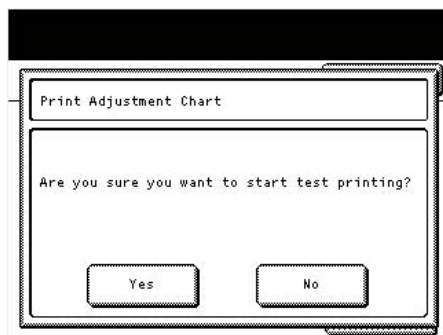 Print Adjustment Chart
Are you sure you want to start test printing?
Yes
No